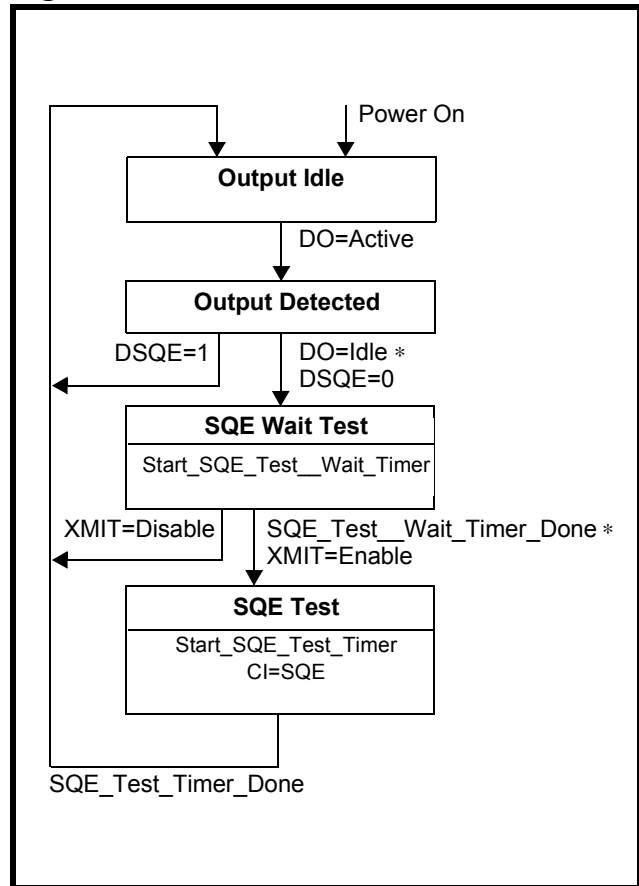 Power On
Output Idle
DO=Active
Output Detected
DSQE=1
DO=Idle *
DSQE=0
SQE Wait Test
Start_SQE_Test__Wait_Timer
XMIT=Disable
SQE_Test__Wait_Timer_Done *
XMIT=Enable
SQE Test
Start_SQE_Test_Timer
CI=SQE
SQE_Test_Timer_Done